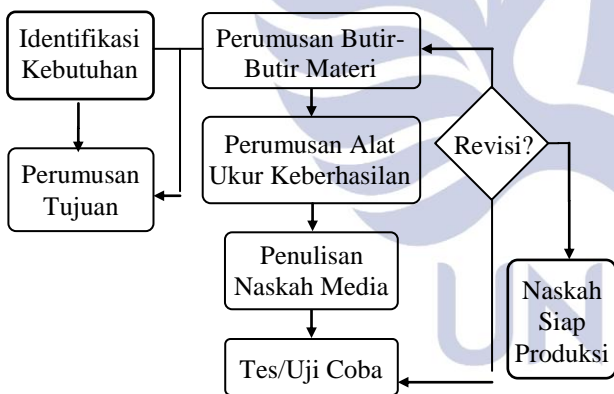 Identifikasi
Kebutuhan
Perumusan Butir-
Butir Materi
Perumusan Alat
Ukur Keberhasilan
Revisi?
Perumusan
Tujuan
Penulisan
Naskah Media
Naskah
Siap
Produksi
Tes/Uji Coba
UN